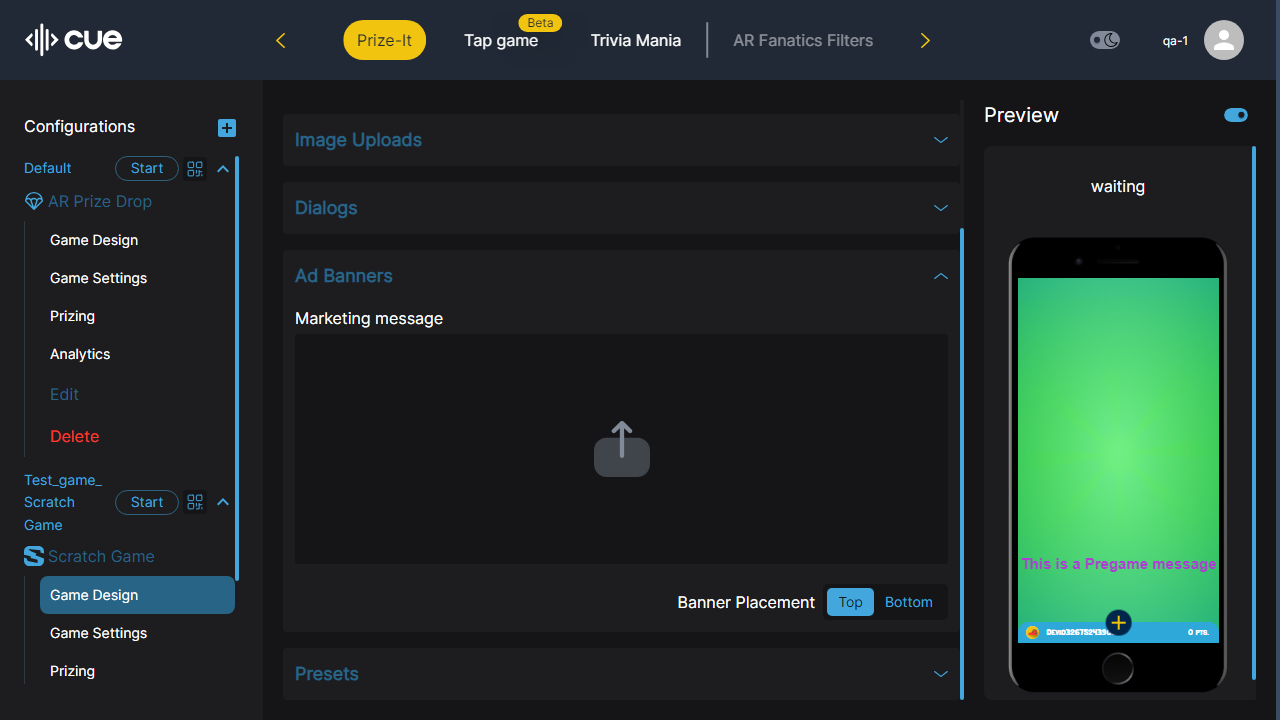 cue
Prize-It
Beta
Tap game
Trivia Mania
AR Fanatics Filters
qa-1
Configurations
Default
Start
AR Prize Drop
Game Design
Game Settings
Prizing
Analytics
Edit
Delete
Test_game_
Scratch
Game
Start
Scratch Game
Game Design
Game Settings
Prizing
Image Uploads
Dialogs
Ad Banners
Marketing message
Banner Placement
Top
Bottom
Presets
Preview
waiting
This is a Pregame message
0 PTS.